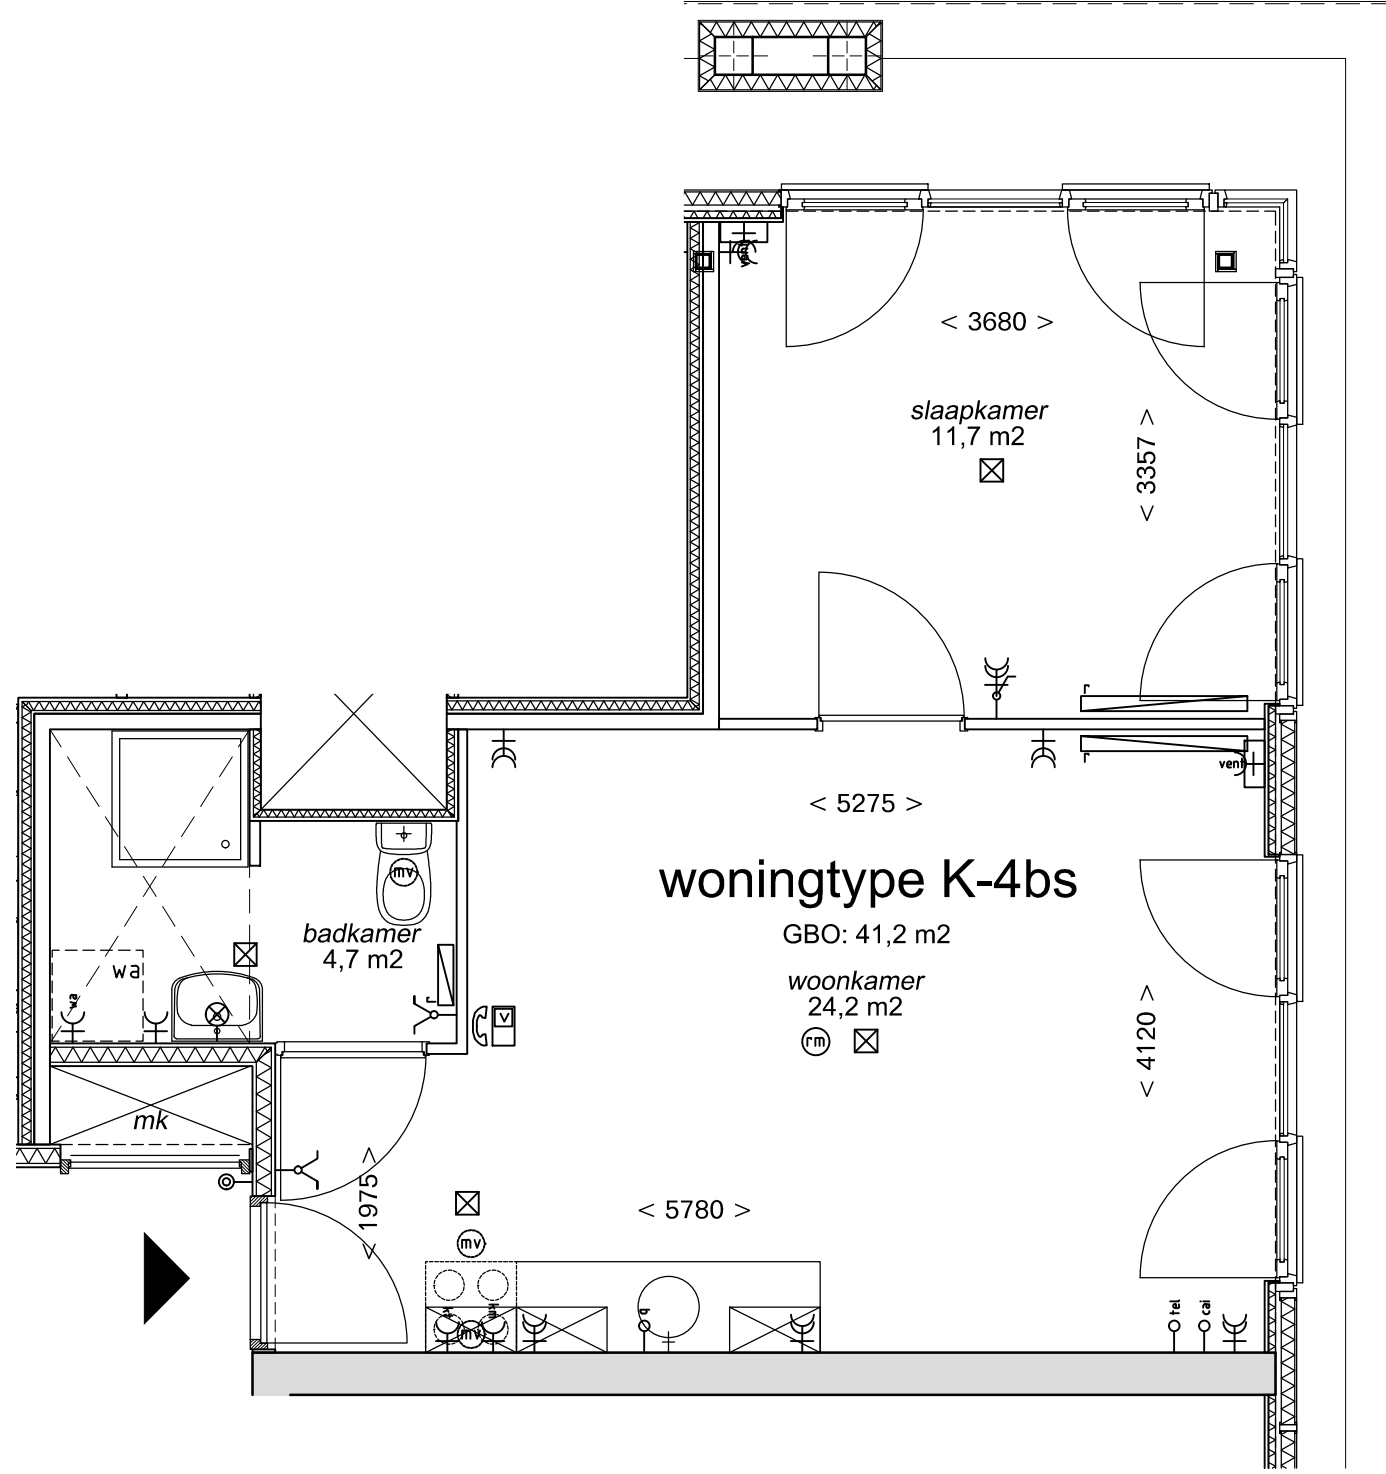 vent
< 3680 >
slaapkamer
11,7 m2
< 3357 >
r
r
vent
< 5275 >
woningtype K-4bs
GBO: 41,2 m2
woonkamer
24,2 m2
rm
mv
badkamer
4,7 m2
wa
wa
r
V
< 4120 >
mk
< 1975 >
< 5780 >
mv
mv
tel
cai